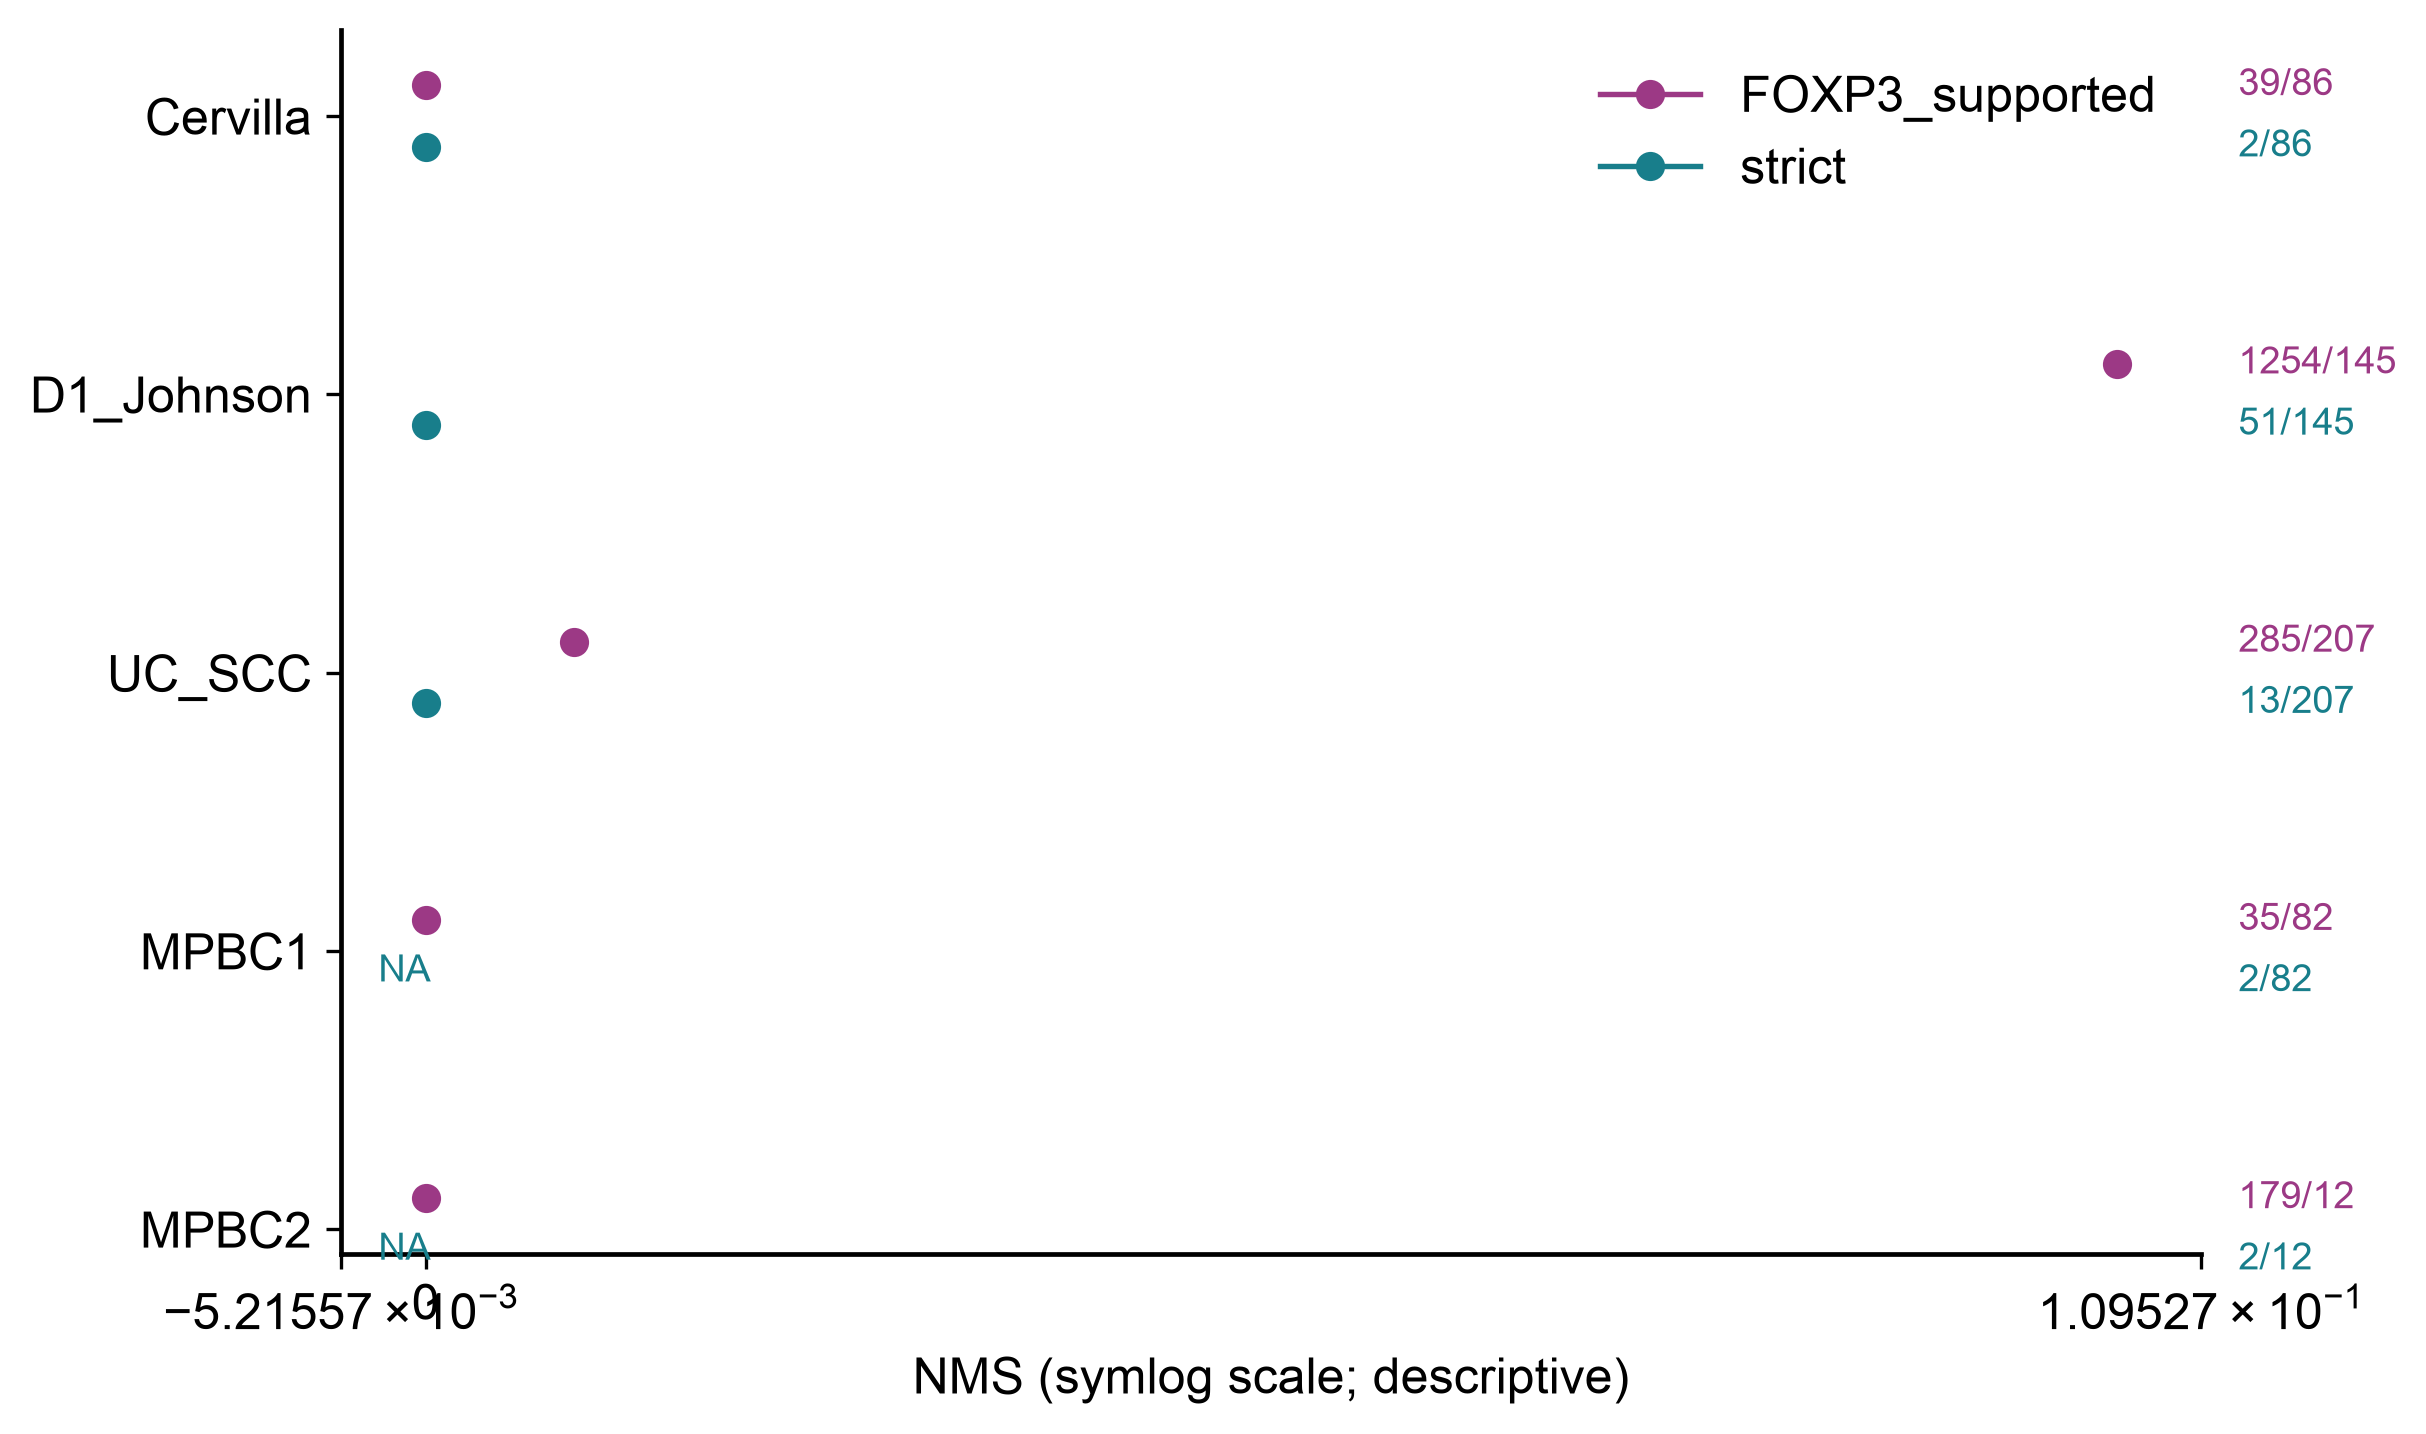 FOXP3_supported
strict
39/86
2/86
Cervilla
1254/145
51/145
D1_Johnson
285/207
13/207
UC_SCC
35/82
2/82
MPBC1
NA
179/12
2/12
MPBC2
NA
−5.21557 × 10⁻³
0
1.09527 × 10⁻¹
NMS (symlog scale; descriptive)